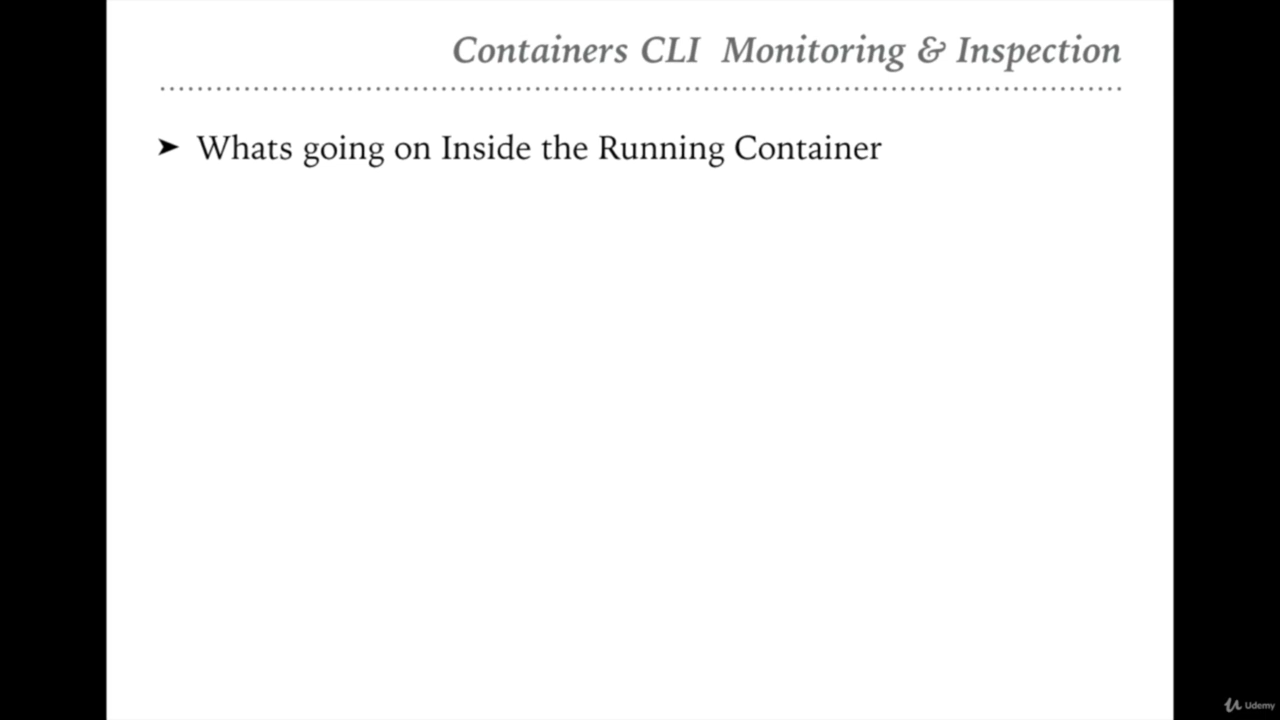 Containers CLI Monitoring & Inspection
➤ Whats going on Inside the Running Container
Udemy